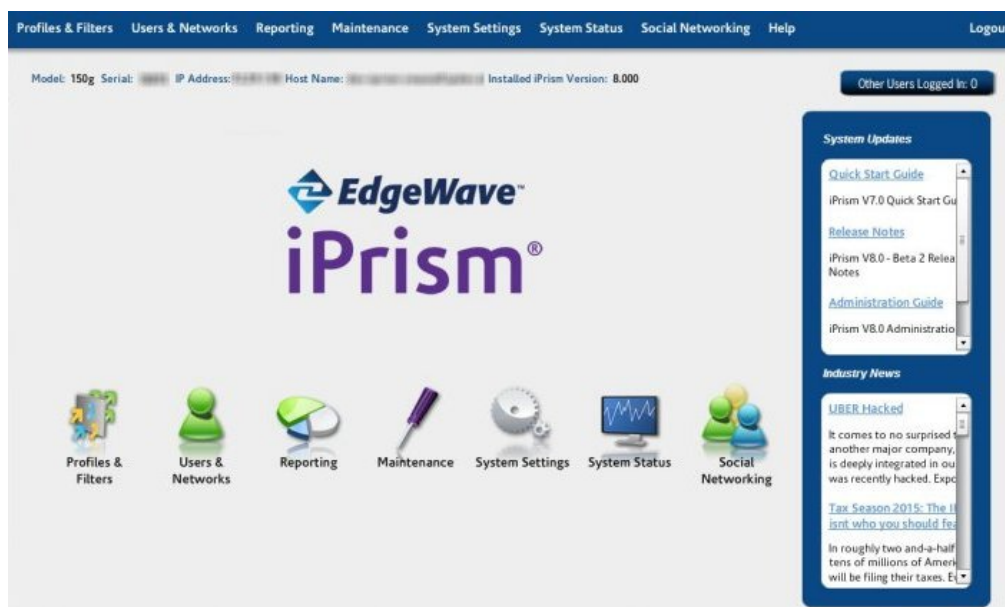 Profiles & Filters Users & Networks Reporting Maintenance System Settings System Status Social Networking Help Logou
Model: 150g Serial: IP Address: Host Name: Installed iPrism Version: 8.000
Other Users Logged In: 0
System Updates
Quick Start Guide
iPrism V7.0 Quick Start Gu
Release Notes
iPrism V8.0 - Beta 2 Relea
Notes
Administration Guide
iPrism V8.0 Administratio
EdgeWave™
iPrism®
Industry News
UBER Hacked
It comes to no surprised t
another major company,
is deeply integrated in ou
was recently hacked. Expo
Tax Season 2015: The I
isnt who you should fea
In roughly two and-a-half
tens of millions of Ameri
will be filing their taxes. E
Profiles &
Filters
Users &
Networks
Reporting
Maintenance
System Settings
System Status
Social
Networking